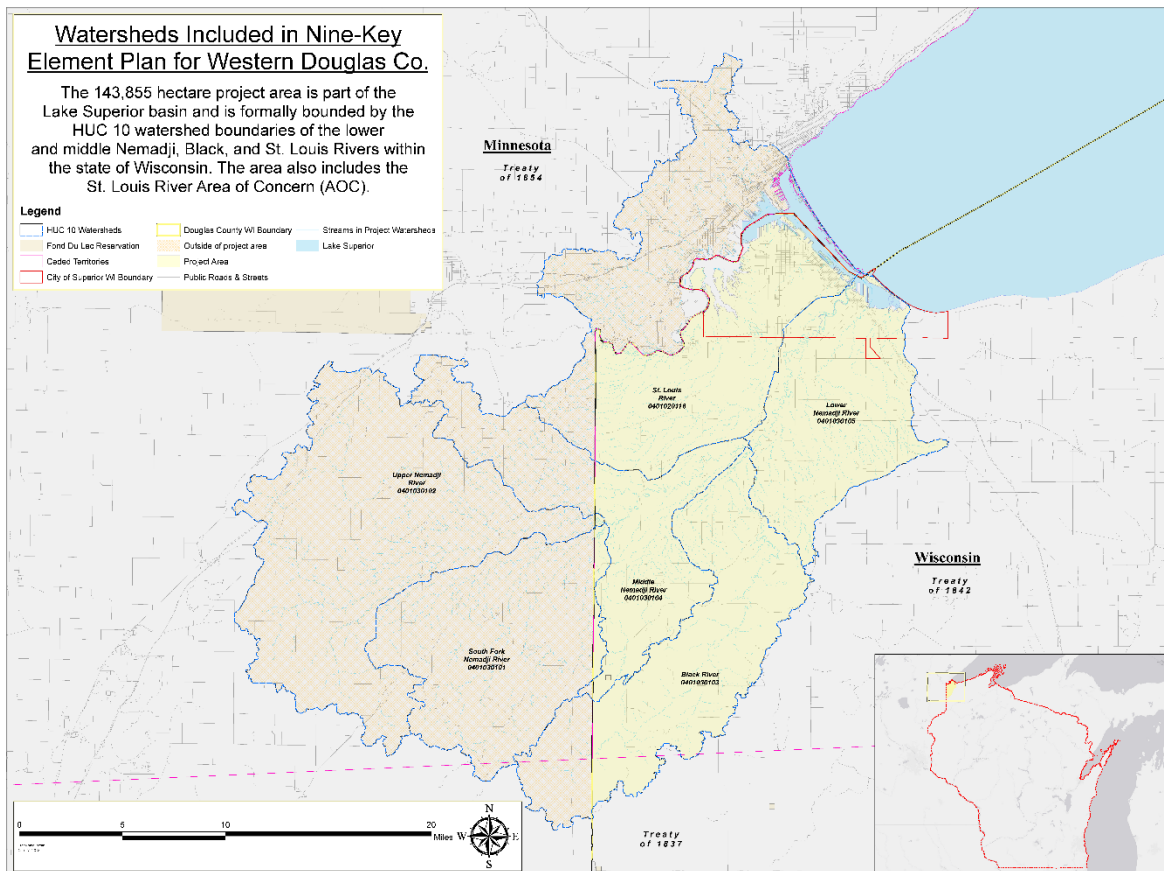 Watersheds Included in Nine-Key
Element Plan for Western Douglas Co.
The 143,855 hectare project area is part of the
Lake Superior basin and is formally bounded by the
HUC 10 watershed boundaries of the lower
and middle Nemadji, Black, and St. Louis Rivers within
the state of Wisconsin. The area also includes the
St. Louis River Area of Concern (AOC).
Legend
HUC 10 Watersheds
Fond Du Lac Reservation
Ceded Territories
City of Superior WI Boundary
Douglas County WI Boundary
Outside of project area
Project Area
Public Roads & Streets
Streams in Project Watersheds
Lake Superior
Minnesota
Treaty
of 1854
St. Louis
River
0401020116
Lower
Nemadji River
0401030105
Upper Nemadji
River
0401030102
Wisconsin
Treaty
of 1842
Middle
Nemadji River
0401030104
South Fork
Nemadji River
0401030101
Black River
0401030103
0
5
10
20
Miles
N
W
E
S
Treaty
of 1837